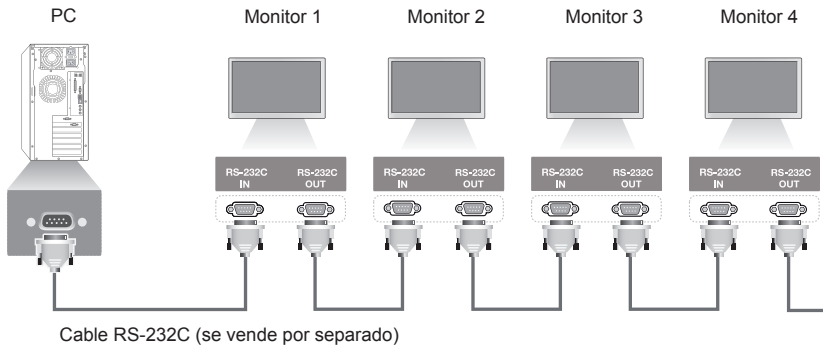 PC
Monitor 1
Monitor 2
Monitor 3
Monitor 4
RS-232C IN
RS-232C OUT
RS-232C IN
RS-232C OUT
RS-232C IN
RS-232C OUT
RS-232C IN
RS-232C OUT
Cable RS-232C (se vende por separado)